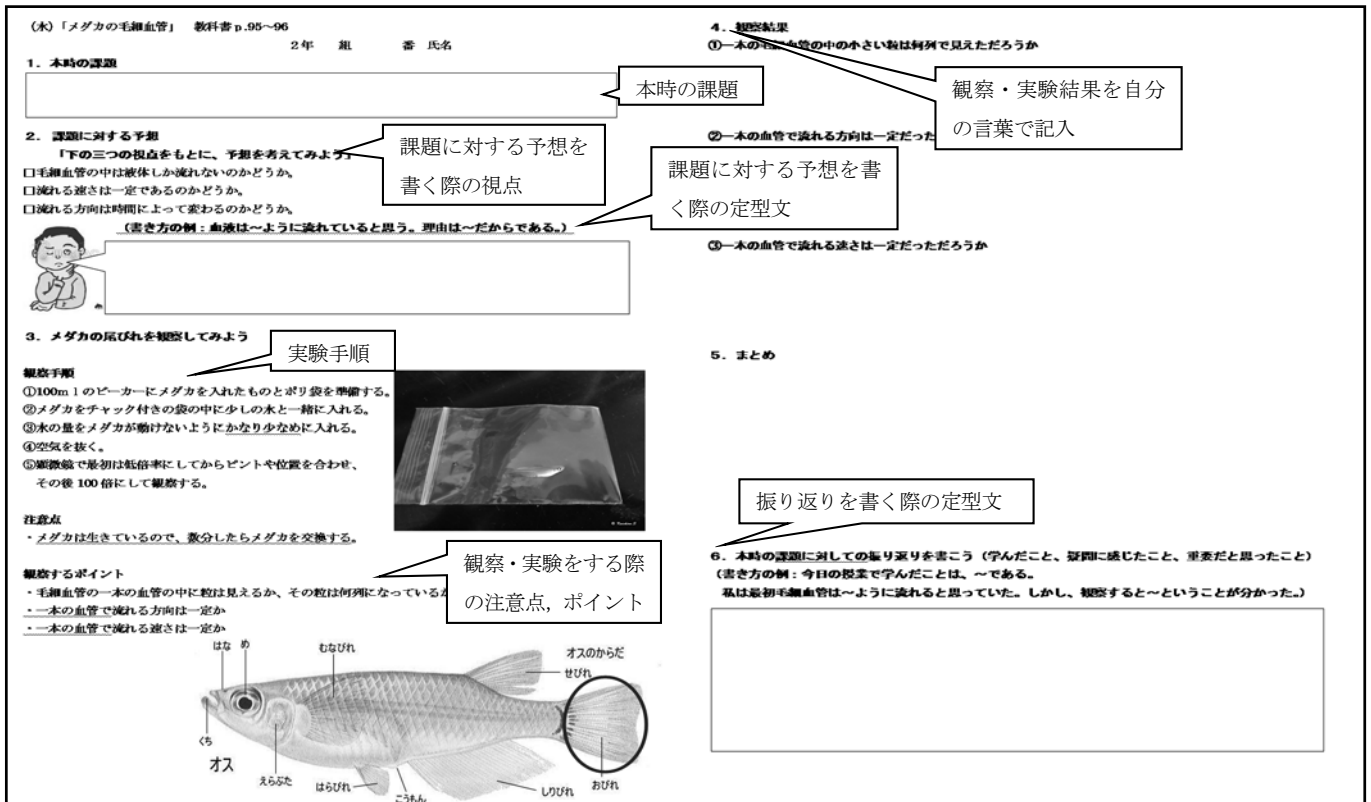 (木)「メダカの毛細血管」 教科書p.95~96
2年 組 番 氏名
1. 本時の課題
本時の課題
2. 課題に対する予想
「下の三つの視点をもとに、予想を考えてみよう」
課題に対する予想を
書く際の視点
□毛細血管の中は液体しか流れないのかどうか。
□流れる速さは一定であるのかどうか。
□流れる方向は時間によって変わるのかどうか。
課題に対する予想を書
く際の定型文
(書き方の例:血液は~ように流れていると思う。理由は~だからである。)
3. メダカの尾びれを観察してみよう
実験手順
観察手順
①100mlのビーカーにメダカを入れたものとポリ袋を準備する。
②メダカをチャック付きの袋の中に少しの水と一緒に入れる。
③水の量をメダカが動けないようにかなり少なめに入れる。
④空気を抜く。
⑤顕微鏡で最初は低倍率にしてからピントや位置を合わせ、
その後100倍にして観察する。
注意点
・メダカは生きているので、数分したらメダカを交換する。
観察・実験をする際
の注意点,ポイント
観察するポイント
・毛細血管の一本の血管の中に粒は見えるか、その粒は何列になっているか
・一本の血管で流れる方向は一定か
・一本の血管で流れる速さは一定か
はな
め
むなびれ
オスのからだ
せびれ
くち
オス
えらぶた
はらびれ
こうもん
しりびれ
おびれ
4. 観察結果
①一本の毛細血管の中の小さい粒は何列で見えただろうか
観察・実験結果を自分
の言葉で記入
②一本の血管で流れる方向は一定だった
③一本の血管で流れる速さは一定だっただろうか
5. まとめ
振り返りを書く際の定型文
6. 本時の課題に対しての振り返りを書こう(学んだこと、疑問に感じたこと、重要だと思ったこと)
(書き方の例:今日の授業で学んだことは、~である。
私は最初毛細血管は~ように流れると思っていた。しかし、観察すると~ということが分かった。)